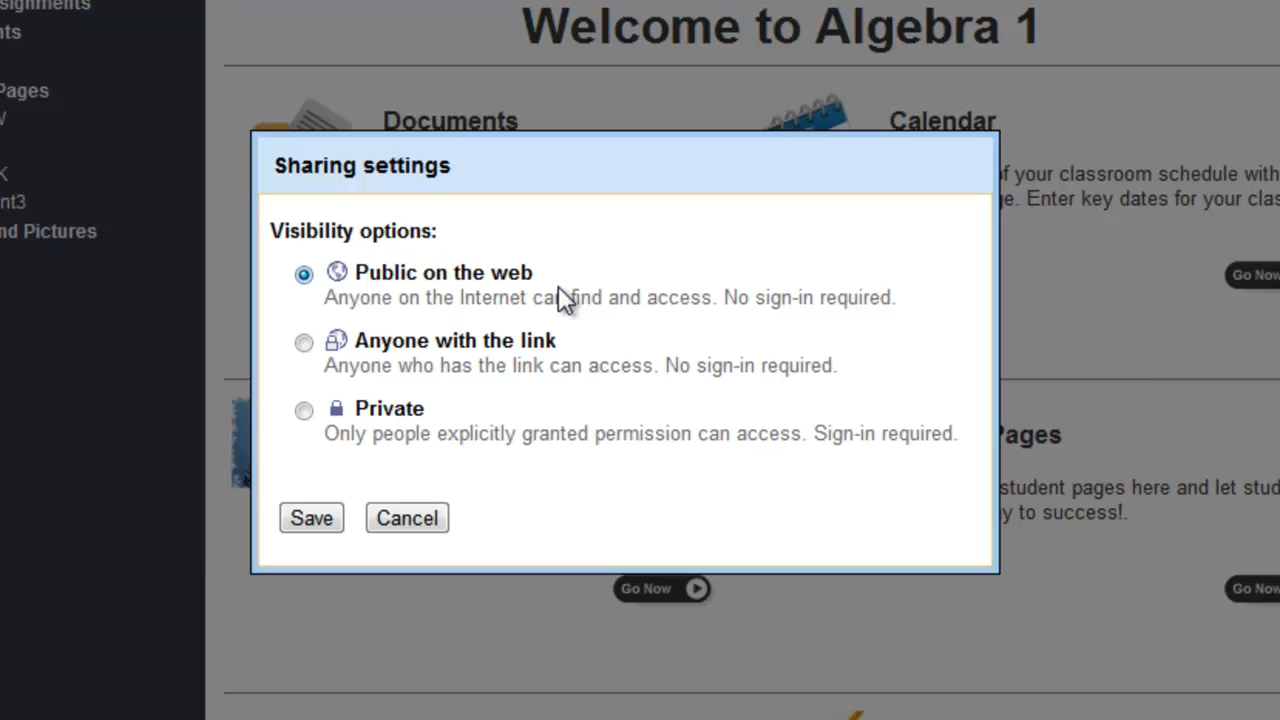 signments
Welcome to Algebra 1
nts
Pages
Documents
Calendar
Sharing settings
of your classroom schedule with
K
ge. Enter key dates for your clas
nt3
nd Pictures
Visibility options:
Public on the web
Go Now
Anyone on the Internet can find and access. No sign-in required.
Anyone with the link
Anyone who has the link can access. No sign-in required.
Private
Only people explicitly granted permission can access. Sign-in required.
Pages
student pages here and let stud
y to success!.
Save
Cancel
Go Now
Go Now